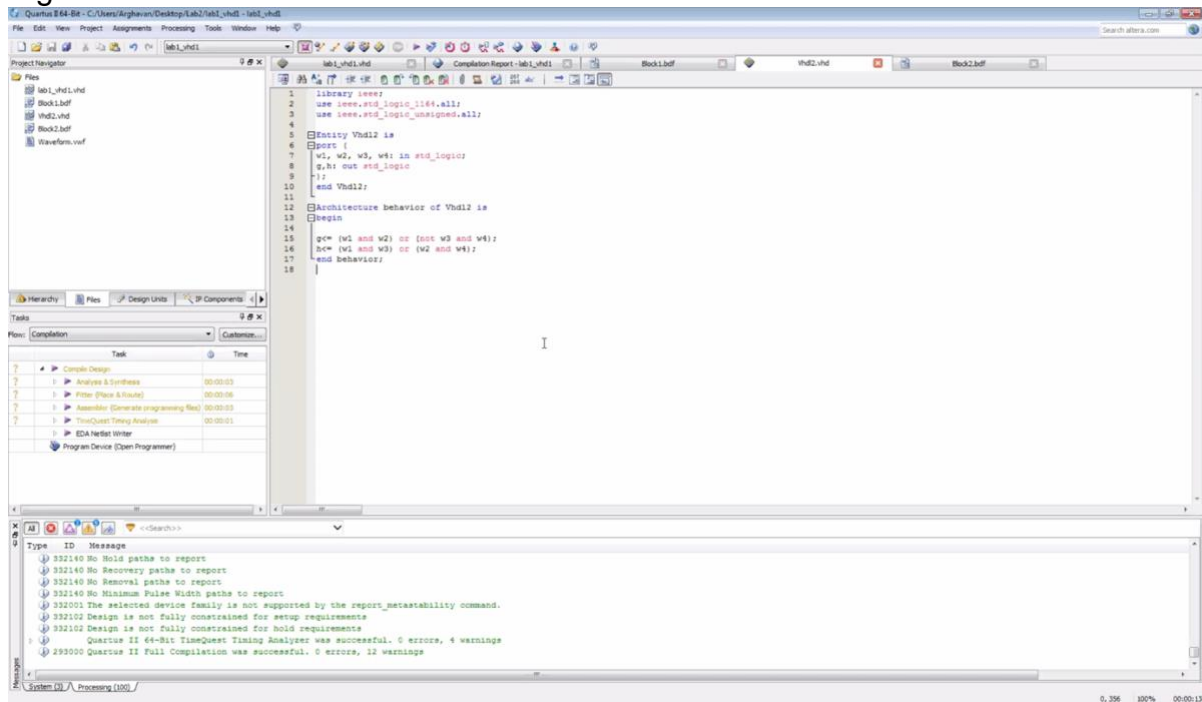 Quartus II 64-Bit - C:/Users/Arghavan/Desktop/Lab2/lab1_vhd1 - lab1_vhd1
File Edit View Project Assignments Processing Tools Window Help
Search altera.com
lab1_vhd1
Project Navigator
lab1_vhd1.vhd Compilation Report - lab1_vhd1 Block1.bdf Vhdl2.vhd Block2.bdf
Files
lab1_vhd1.vhd
Block1.bdf
Vhdl2.vhd
Block2.bdf
Waveform.vwf
1 library ieee;
2 use ieee.std_logic_1164.all;
3 use ieee.std_logic_unsigned.all;
4
5 Entity Vhdl2 is
6 port (
7 w1, w2, w3, w4: in std_logic;
8 g,h: out std_logic
9 );
10 end Vhdl2;
11
12 Architecture behavior of Vhdl2 is
13 begin
14
15 g<= (w1 and w2) or (not w3 and w4);
16 h<= (w1 and w3) or (w2 and w4);
17 end behavior;
18
Hierarchy Files Design Units IP Components
Tasks
Flow: Compilation Customize...
Task Time
? Compile Design
? Analysis & Synthesis 00:00:03
? Fitter (Place & Route) 00:00:06
? Assembler (Generate programming files) 00:00:03
? TimeQuest Timing Analysis 00:00:01
EDA Netlist Writer
Program Device (Open Programmer)
All <<Search>>
Type ID Message
332140 No Hold paths to report
332140 No Recovery paths to report
332140 No Removal paths to report
332140 No Minimum Pulse Width paths to report
332001 The selected device family is not supported by the report_metastability command.
332102 Design is not fully constrained for setup requirements
332102 Design is not fully constrained for hold requirements
Quartus II 64-Bit TimeQuest Timing Analyzer was successful. 0 errors, 4 warnings
293000 Quartus II Full Compilation was successful. 0 errors, 12 warnings
Messages
System (3) Processing (100)
0, 356 100% 00:00:13